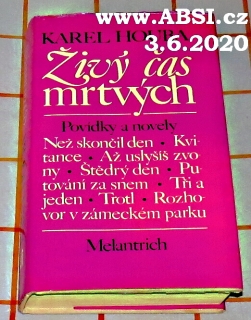 www.ABSI.cz
3.6.2020
KAREL HOUBA
Živý čas
mrtvých
Povídky a novely
Než skončil den • Kvi-
tance • Až uslyšíš zvo-
ny • Štědrý den • Pu-
tování za snem • Tři a
jeden • Trotl • Rozho-
vor v zámeckém parku
Melantrich